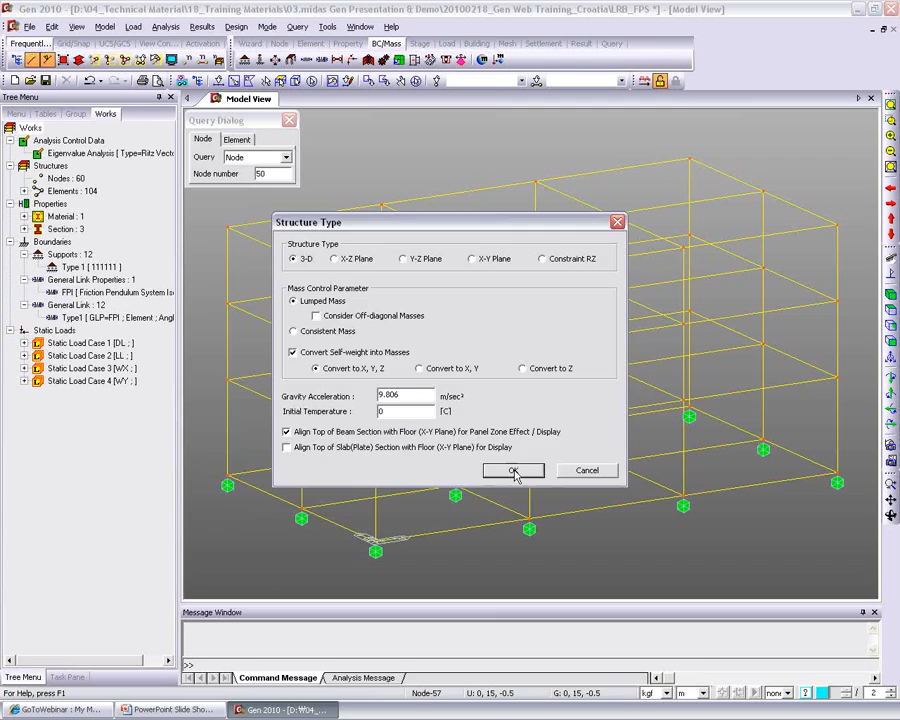 Gen 2010 - [D:\04_Technical Material\18_Training Materials\03.midas Gen Presentation & Demo\20100218_Gen Web Training_Croatia\LRB_FPS *] - [Model View]
File Edit View Model Load Analysis Results Design Mode Query Tools Window Help
Frequentl. Grid/Snap UCS/GCS View Con... Activation Wizard Node Element Property BC/Mass Stage Load Building Mesh Settlement Result Query
Tree Menu
Model View
Menu Tables Group Works
Query Dialog
Works
Node Element
Analysis Control Data
Eigenvalue Analysis [Type=Ritz Vect
Query Node
Structures
Node number 50
Nodes : 60
Elements : 104
Properties
Material : 1
Section : 3
Boundaries
Supports : 12
Type 1 [111111]
General Link Properties : 1
FPI [Friction Pendulum System Is
General Link : 12
Type1 [GLP=FPI ; Element ; Angl
Static Loads
Static Load Case 1 [DL ; ]
Static Load Case 2 [LL ; ]
Static Load Case 3 [WX ; ]
Static Load Case 4 [WY ; ]
Structure Type
Structure Type
3-D X-Z Plane Y-Z Plane X-Y Plane Constraint RZ
Mass Control Parameter
Lumped Mass
Consider Off-diagonal Masses
Consistent Mass
Convert Self-weight into Masses
Convert to X, Y, Z Convert to X, Y Convert to Z
Gravity Acceleration : 9.806 m/sec²
Initial Temperature : 0 [C]
Align Top of Beam Section with Floor (X-Y Plane) for Panel Zone Effect / Display
Align Top of Slab(Plate) Section with Floor (X-Y Plane) for Display
OK Cancel
Message Window
>>
Tree Menu Task Pane
Command Message Analysis Message
For Help, press F1
Node-57 U: 0, 15, -0.5 G: 0, 15, -0.5 kgf m none 2
GoToWebinar : My M... PowerPoint Slide Sho... Gen 2010 - [D:₩04_...